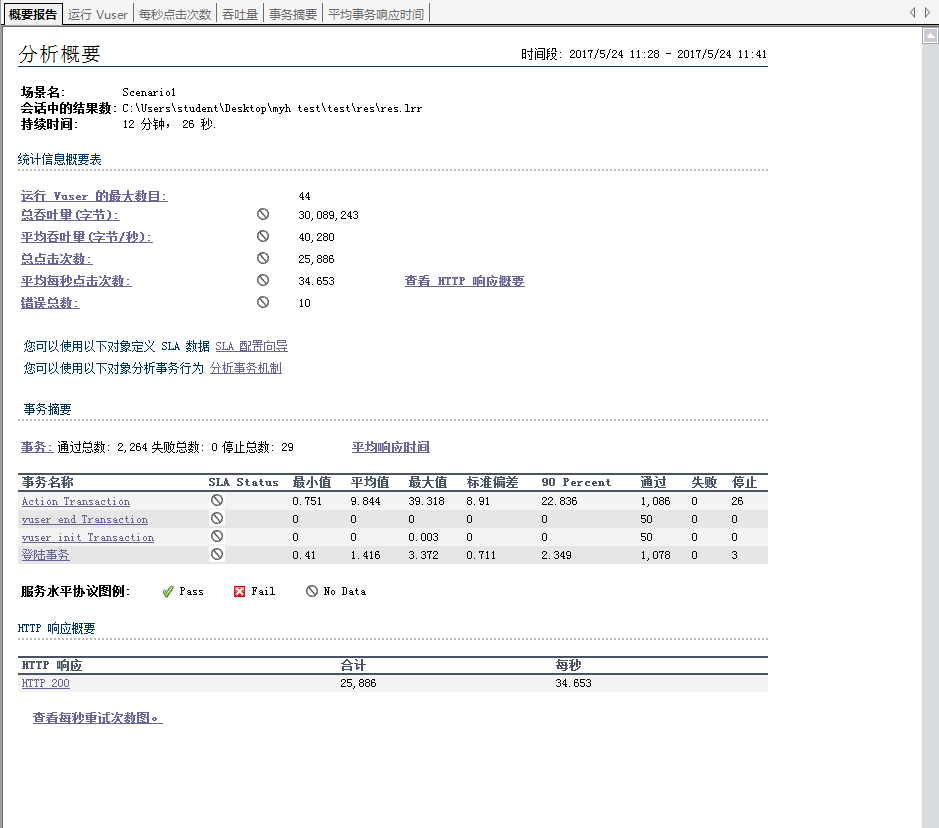 概要报告 运行 Vuser 每秒点击次数 吞吐量 事务摘要 平均事务响应时间
分析概要
时间段: 2017/5/24 11:28 - 2017/5/24 11:41
场景名: Scenario1
会话中的结果数: C:\Users\student\Desktop\myh test\test\res\res.lrr
持续时间: 12 分钟, 26 秒.
统计信息概要表
运行 Vuser 的最大数目: 44
总吞吐量(字节): 30,089,243
平均吞吐量(字节/秒): 40,280
总点击次数: 25,886
平均每秒点击次数: 34.653 查看 HTTP 响应概要
错误总数: 10
您可以使用以下对象定义 SLA 数据 SLA 配置向导
您可以使用以下对象分析事务行为 分析事务机制
事务摘要
事务: 通过总数: 2,264 失败总数: 0 停止总数: 29 平均响应时间
事务名称 SLA Status 最小值 平均值 最大值 标准偏差 90 Percent 通过 失败 停止
Action_Transaction 0.751 9.844 39.318 8.91 22.836 1,086 0 26
vuser_end_Transaction 0 0 0 0 0 50 0 0
vuser_init_Transaction 0 0 0.003 0 0 50 0 0
登陆事务 0.41 1.416 3.372 0.711 2.349 1,078 0 3
服务水平协议图例: Pass Fail No Data
HTTP 响应概要
HTTP 响应 合计 每秒
HTTP_200 25,886 34.653
查看每秒重试次数图。